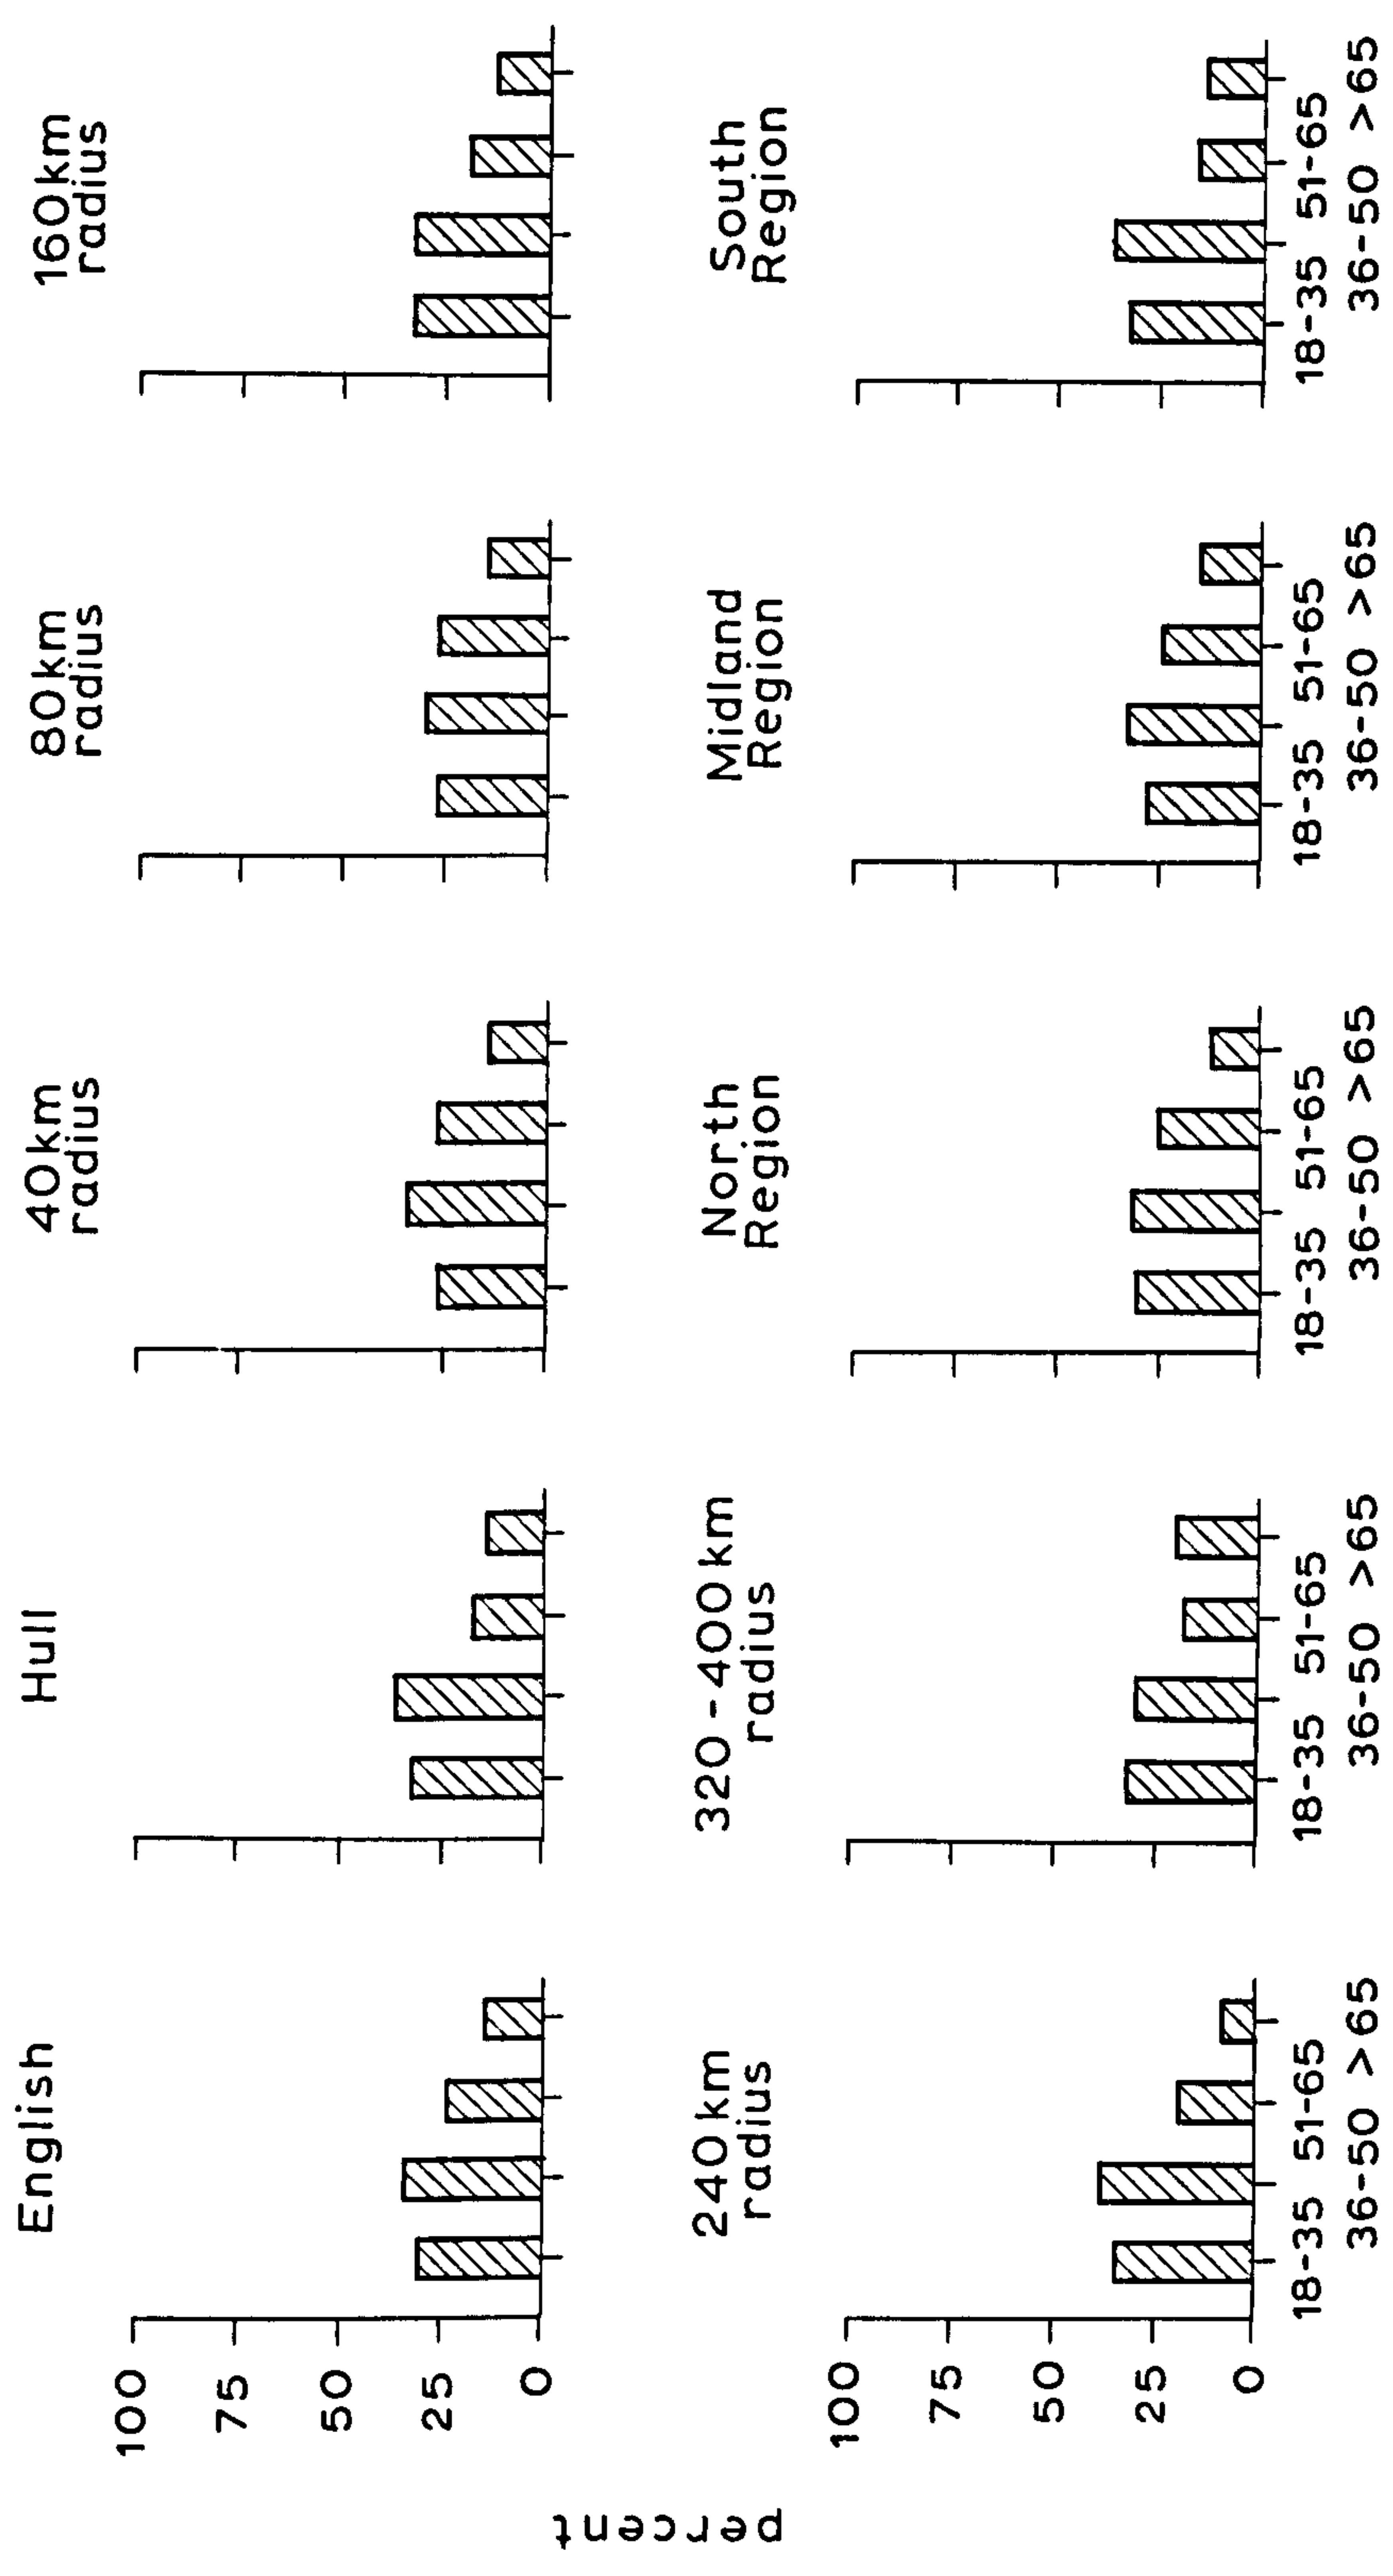 English
Hull
40km
radius
80km
radius
160km
radius
100
75
50
25
0
percent
240km
radius
320-400km
radius
North
Region
Midland
Region
South
Region
100
75
50
25
0
18-35 51-65
36-50 >65
18-35 51-65
36-50 >65
18-35 51-65
36-50 >65
18-35 51-65
36-50 >65
18-35 51-65
36-50 >65